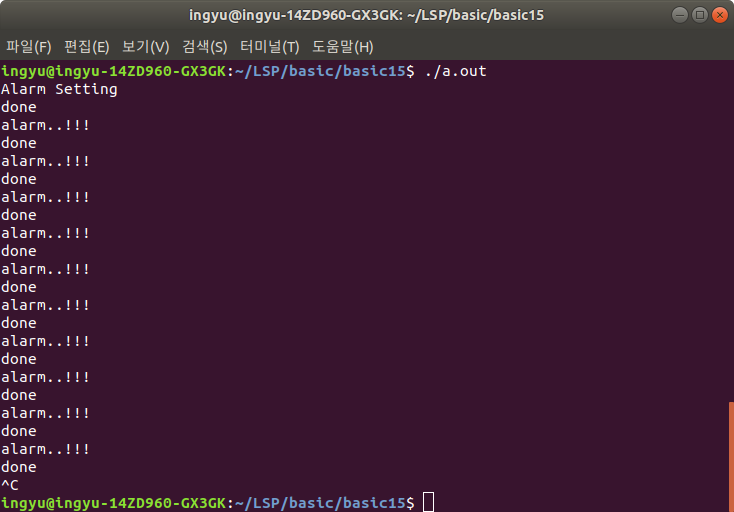 ingyu@ingyu-14ZD960-GX3GK: ~/LSP/basic/basic15
파일(F) 편집(E) 보기(V) 검색(S) 터미널(T) 도움말(H)
ingyu@ingyu-14ZD960-GX3GK:~/LSP/basic/basic15$ ./a.out
Alarm Setting
done
alarm..!!!
done
alarm..!!!
done
alarm..!!!
done
alarm..!!!
done
alarm..!!!
done
alarm..!!!
done
alarm..!!!
done
alarm..!!!
done
alarm..!!!
done
alarm..!!!
done
^C
ingyu@ingyu-14ZD960-GX3GK:~/LSP/basic/basic15$